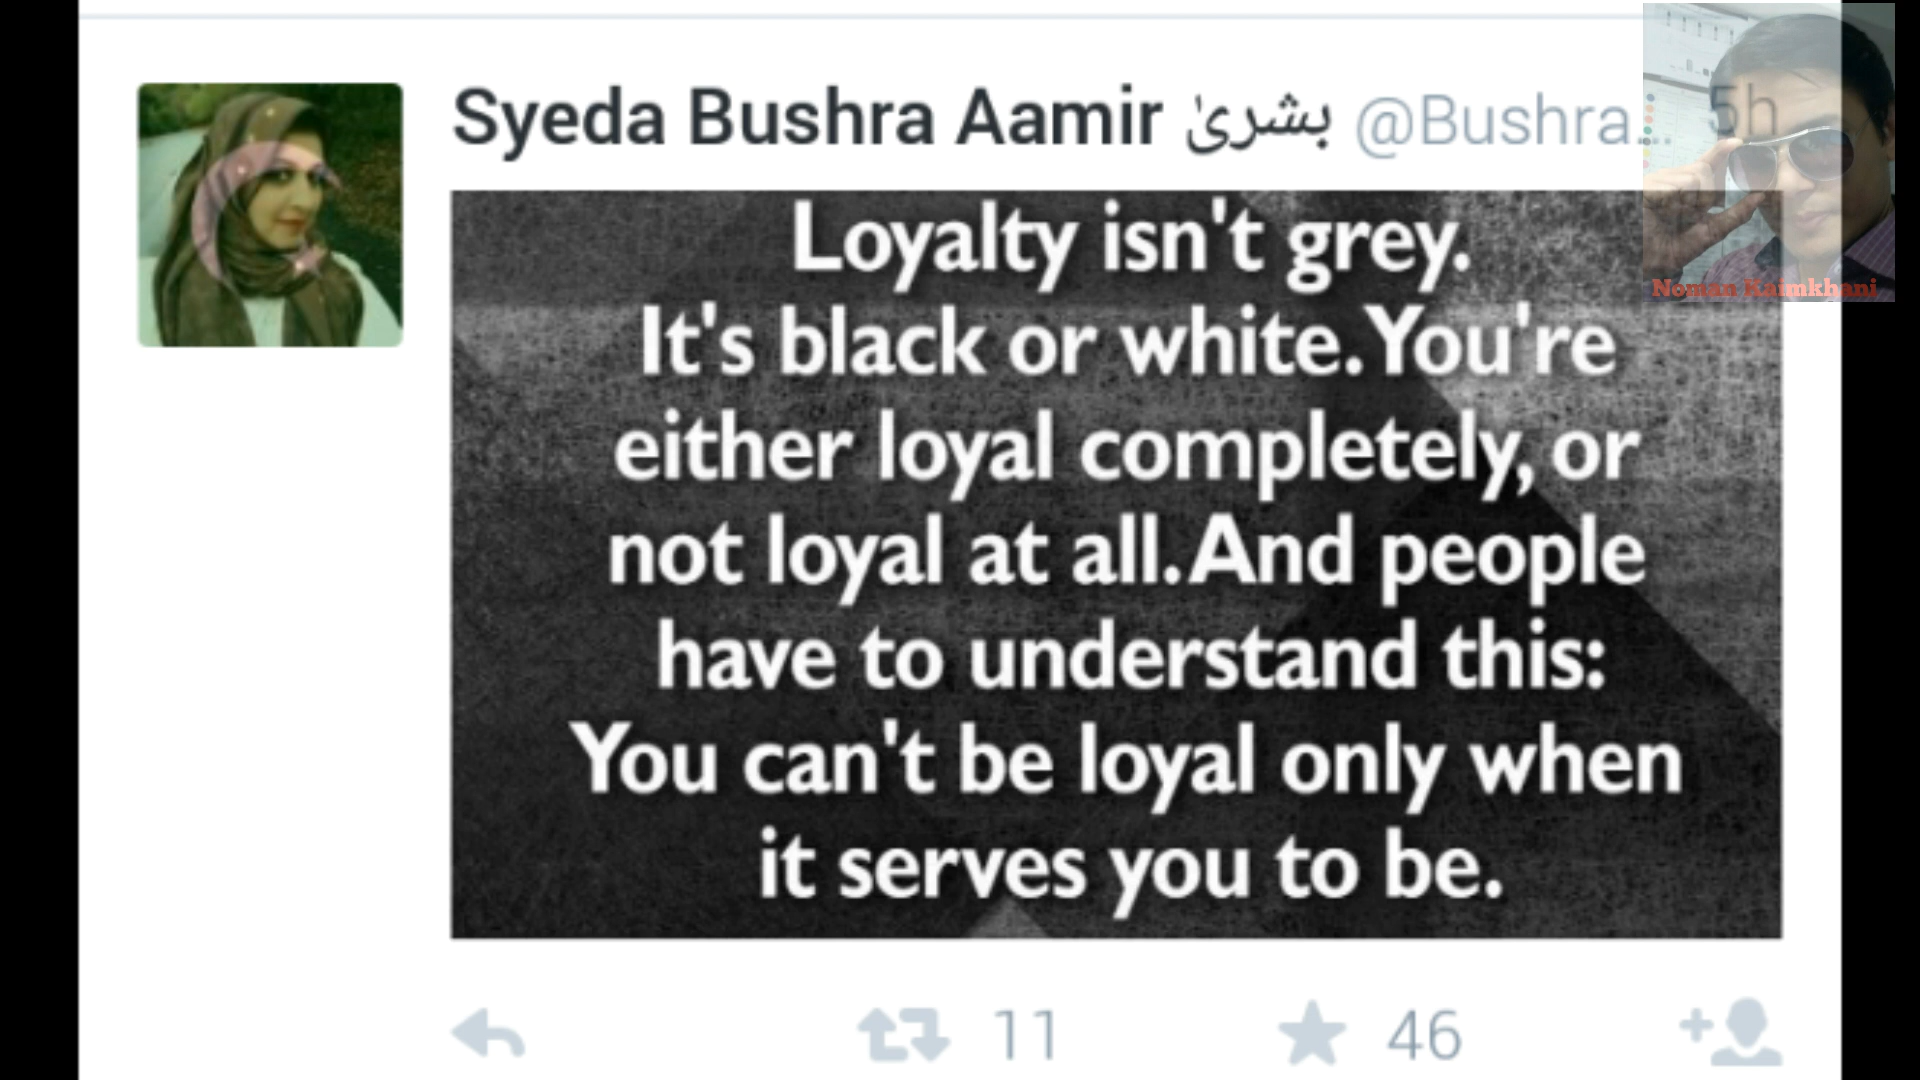 Syeda Bushra Aamir بشریٰ @Bushra... 5h
Loyalty isn't grey.
It's black or white. You're
either loyal completely, or
not loyal at all. And people
have to understand this:
You can't be loyal only when
it serves you to be.
11 46
Noman Kaimkhani